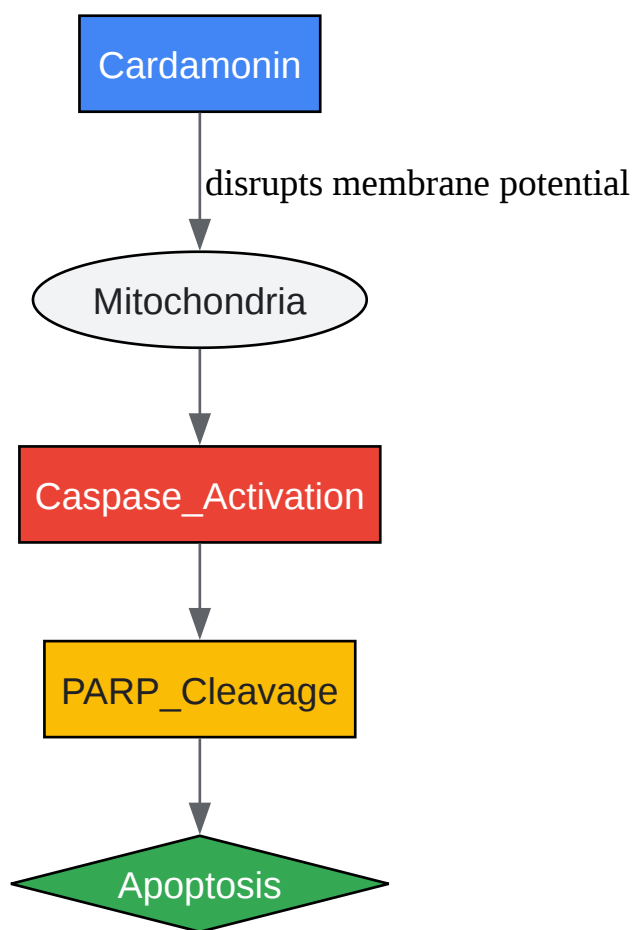 Cardamonin
disrupts membrane potential
Mitochondria
Caspase_Activation
PARP_Cleavage
Apoptosis